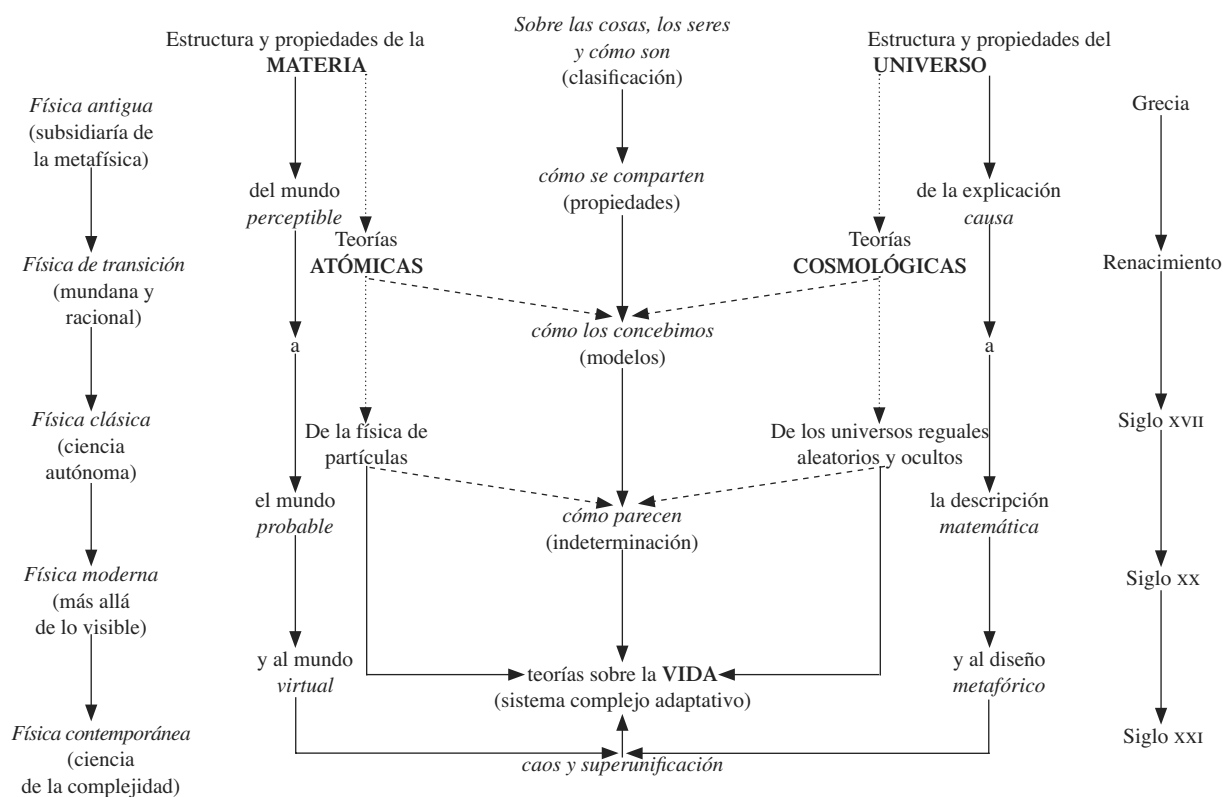 Estructura y propiedades de la
MATERIA
Sobre las cosas, los seres
y cómo son
(clasificación)
Estructura y propiedades del
UNIVERSO
Física antigua
(subsidiaría de
la metafísica)
Grecia
del mundo
perceptible
cómo se comparten
(propiedades)
de la explicación
causa
Teorías
ATÓMICAS
Teorías
COSMOLÓGICAS
Física de transición
(mundana y
racional)
Renacimiento
a
cómo los concebimos
(modelos)
a
Física clásica
(ciencia
autónoma)
De la física de
partículas
De los universos reguales
aleatorios y ocultos
Siglo XVII
el mundo
probable
cómo parecen
(indeterminación)
la descripción
matemática
Física moderna
(más allá
de lo visible)
Siglo XX
y al mundo
virtual
teorías sobre la VIDA
(sistema complejo adaptativo)
y al diseño
metafórico
Física contemporánea
(ciencia
de la complejidad)
caos y superunificación
Siglo XXI